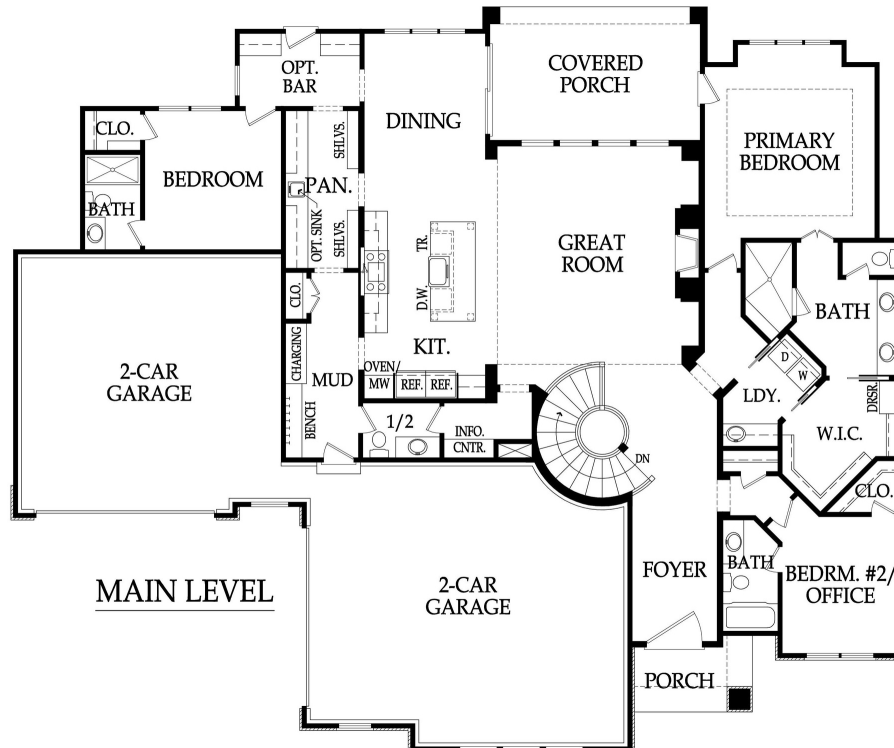 COVERED
PORCH
OPT.
BAR
DINING
CLO.
SHLVS.
PRIMARY
BEDROOM
BEDROOM
PAN.
BATH
OPT. SINK
SHLVS.
GREAT
ROOM
TR.
D.W.
CLO.
BATH
2-CAR
GARAGE
CHARGING
MUD
KIT.
OVEN/
MW
REF.
REF.
D
W
LDY.
DRSR.
BENCH
1/2
INFO.
CNTR.
W.I.C.
DN
CLO.
MAIN LEVEL
2-CAR
GARAGE
FOYER
BATH
BEDRM. #2/
OFFICE
PORCH